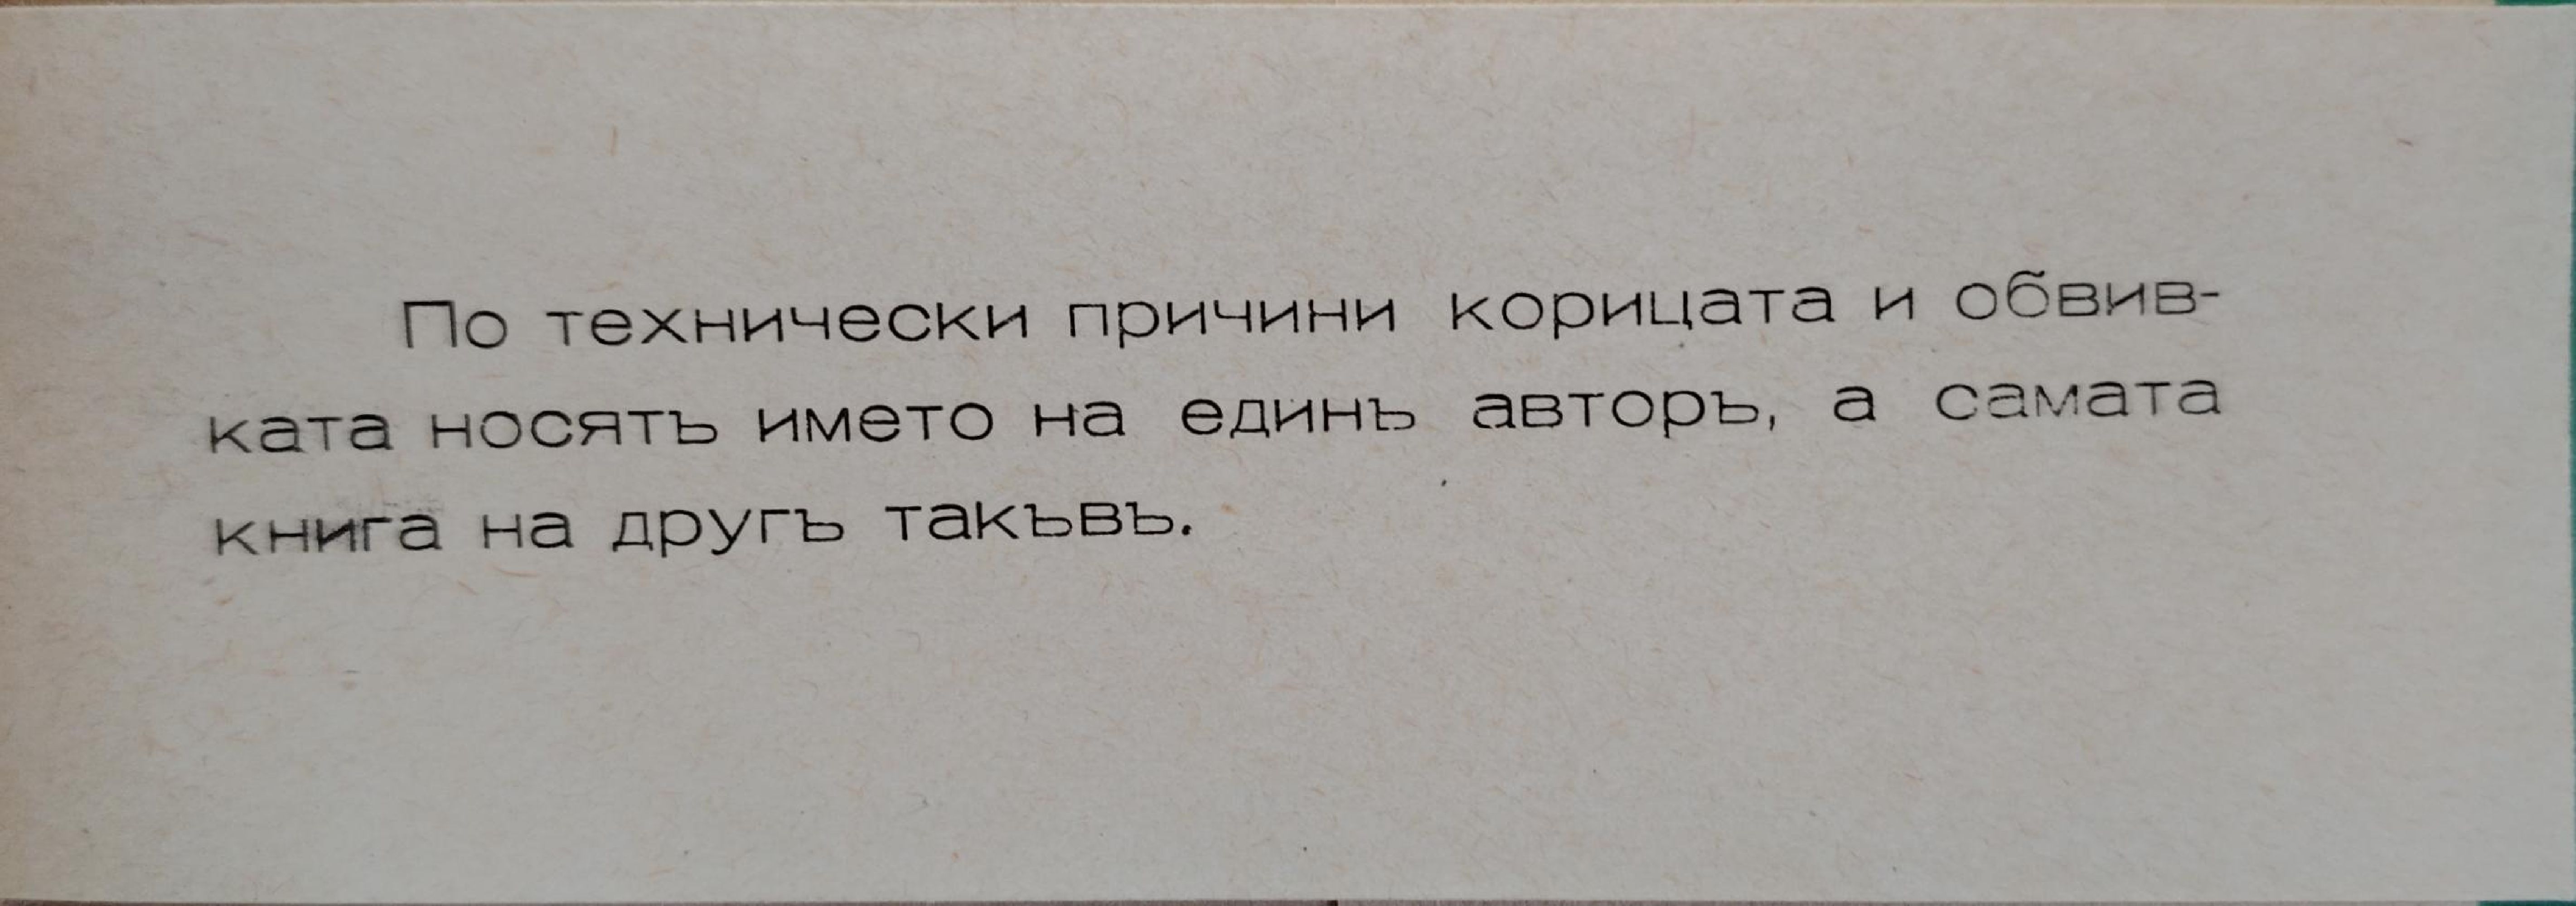 По технически причини корицата и обвив-
ката носятъ името на единъ авторъ, а самата
книга на другъ такъвъ.